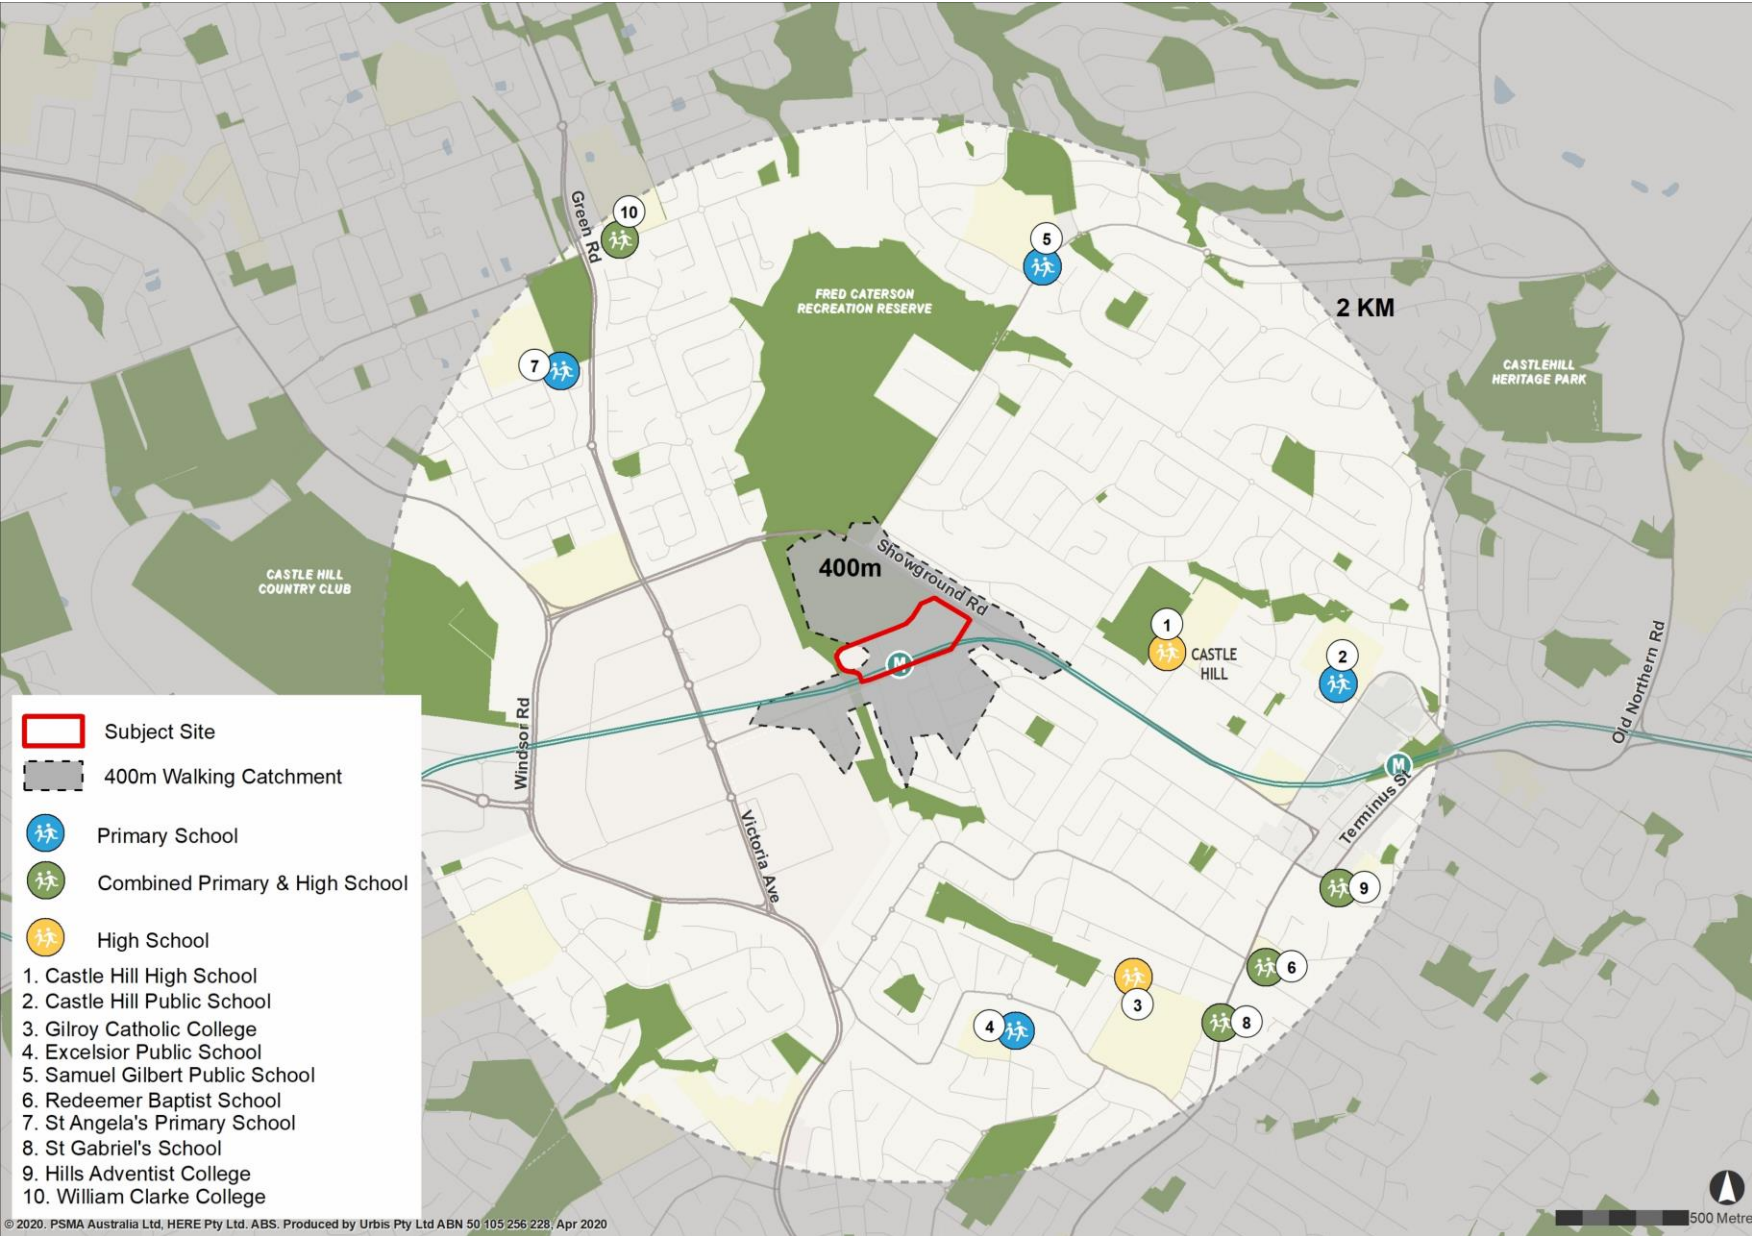 Green Rd
10
5
FRED CATERSON
RECREATION RESERVE
2 KM
7
CASTLEHILL
HERITAGE PARK
CASTLE HILL
COUNTRY CLUB
400m
Showground Rd
1
CASTLE
HILL
2
M
Old Northern Rd
Windsor Rd
M
Terminus St
Victoria Ave
9
6
3
8
4
Subject Site
400m Walking Catchment
Primary School
Combined Primary & High School
High School
1. Castle Hill High School
2. Castle Hill Public School
3. Gilroy Catholic College
4. Excelsior Public School
5. Samuel Gilbert Public School
6. Redeemer Baptist School
7. St Angela's Primary School
8. St Gabriel's School
9. Hills Adventist College
10. William Clarke College
© 2020. PSMA Australia Ltd, HERE Pty Ltd. ABS. Produced by Urbis Pty Ltd ABN 50 105 256 228, Apr 2020
500 Metre